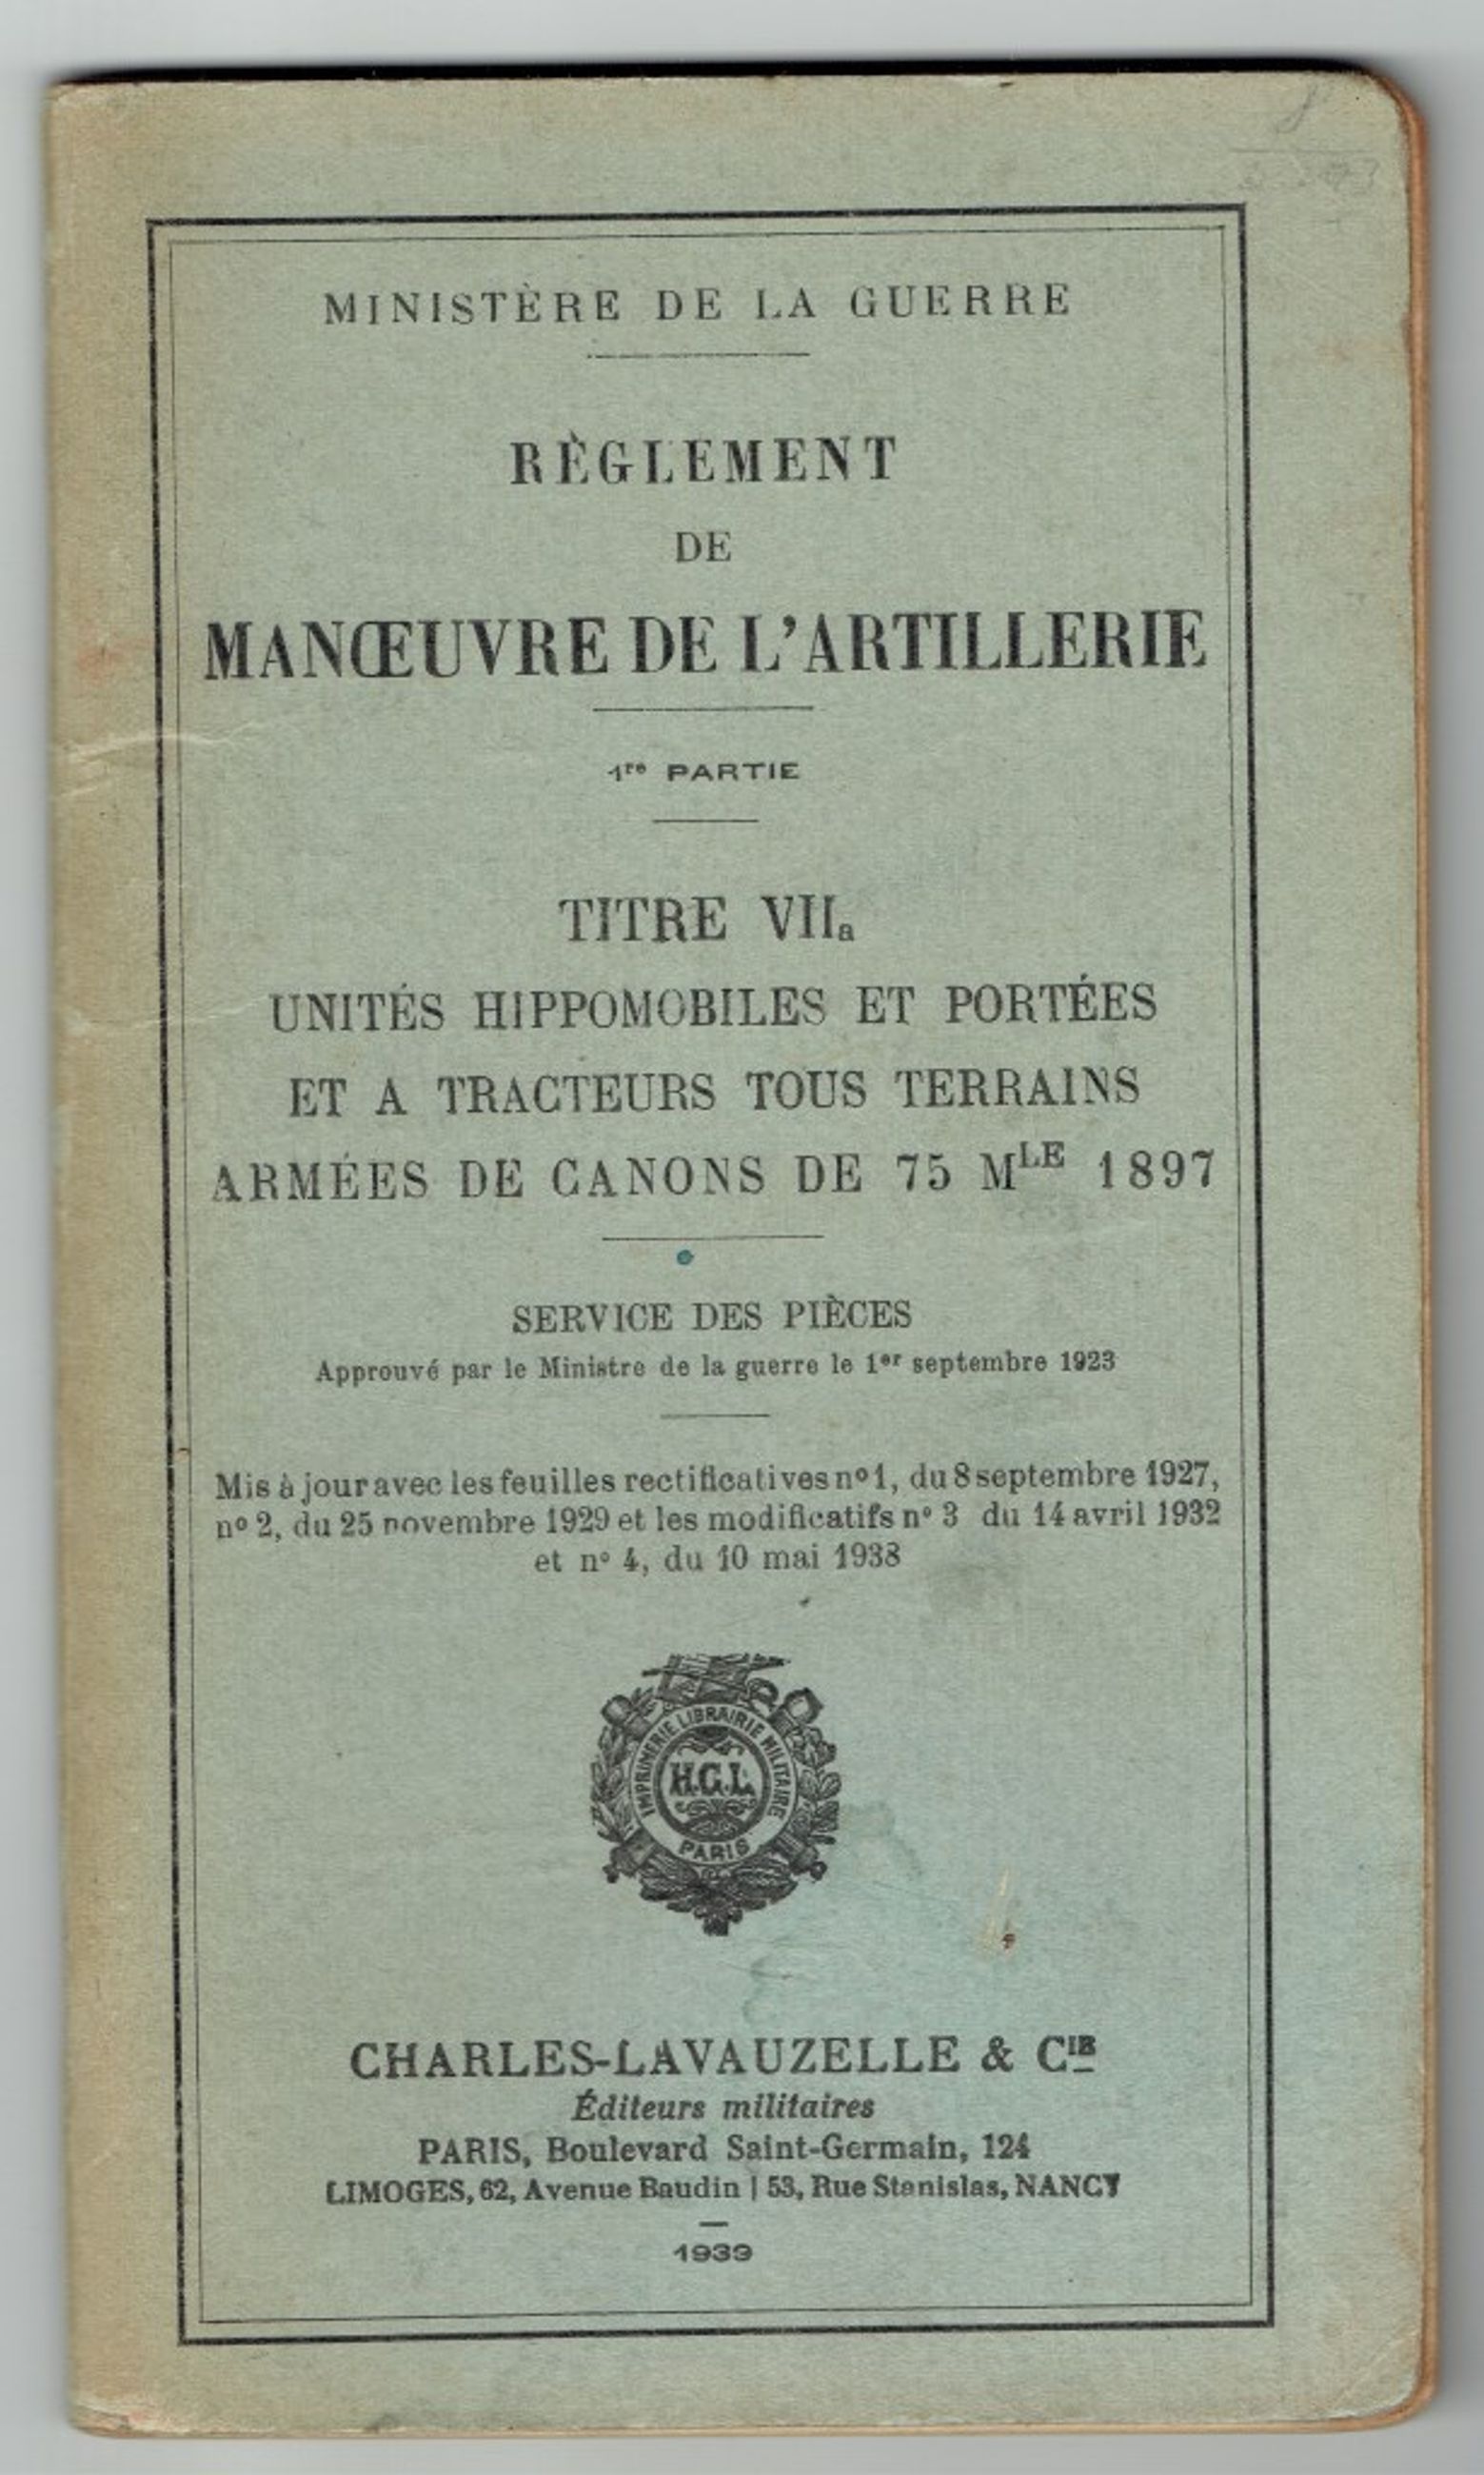 MINISTÈRE DE LA GUERRE
RÈGLEMENT
DE
MANŒUVRE DE L'ARTILLERIE
1re PARTIE
TITRE VIIa
UNITÉS HIPPOMOBILES ET PORTÉES
ET A TRACTEURS TOUS TERRAINS
ARMÉES DE CANONS DE 75 MLE 1897
SERVICE DES PIÈCES
Approuvé par le Ministre de la guerre le 1er septembre 1923
Mis à jour avec les feuilles rectificatives nº 1, du 8 septembre 1927,
nº 2, du 25 novembre 1929 et les modificatifs nº 3 du 14 avril 1932
et nº 4, du 10 mai 1938
IMPRIMERIE LIBRAIRIE MILITAIRE
H.C.L.
PARIS
CHARLES-LAVAUZELLE & CIE
Éditeurs militaires
PARIS, Boulevard Saint-Germain, 124
LIMOGES, 62, Avenue Baudin | 53, Rue Stanislas, NANCY
1939